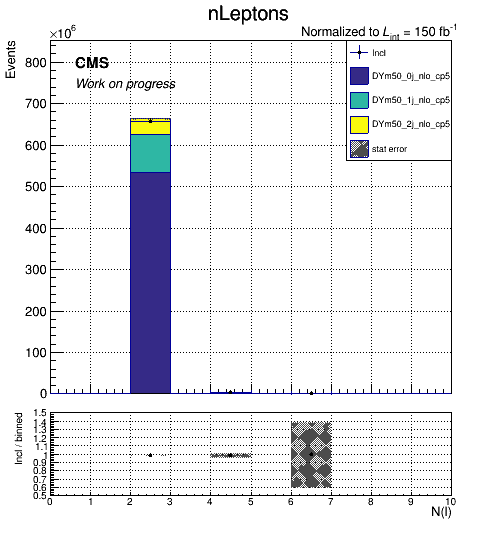 nLeptons
×10⁶
Normalized to L_int = 150 fb⁻¹
Events
CMS
Work on progress
Incl
DYm50_0j_nlo_cp5
DYm50_1j_nlo_cp5
DYm50_2j_nlo_cp5
stat error
800
700
600
500
400
300
200
100
0
Incl / binned
1.5
1.4
1.3
1.2
1.1
1
0.9
0.8
0.7
0.6
0.5
0 1 2 3 4 5 6 7 8 9 10
N(l)